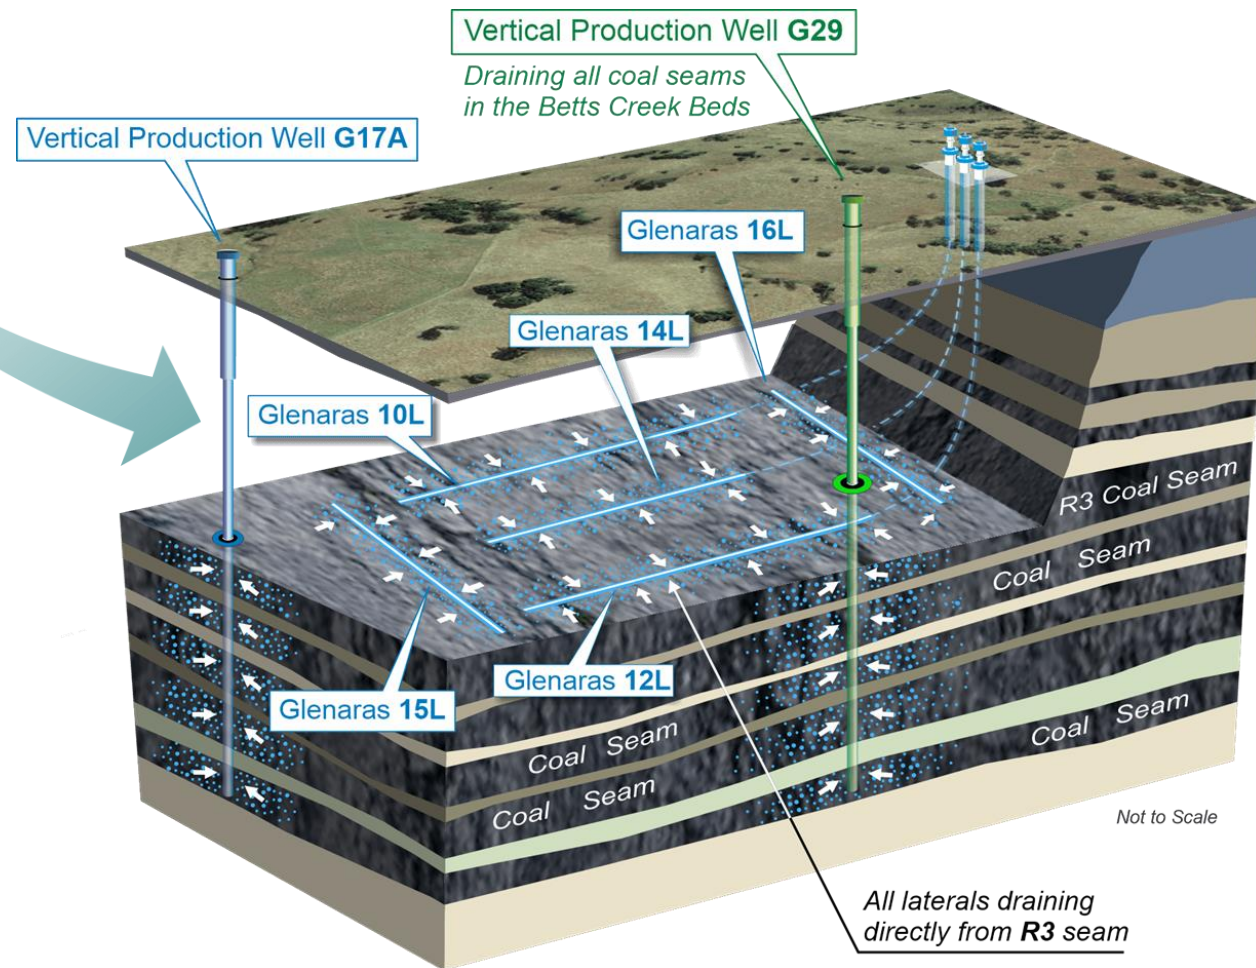 Vertical Production Well G29
Draining all coal seams
in the Betts Creek Beds
Vertical Production Well G17A
Glenaras 16L
Glenaras 14L
Glenaras 10L
R3 Coal Seam
Coal Seam
Glenaras 12L
Glenaras 15L
Coal Seam
Coal Seam
Coal Seam
Not to Scale
All laterals draining
directly from R3 seam